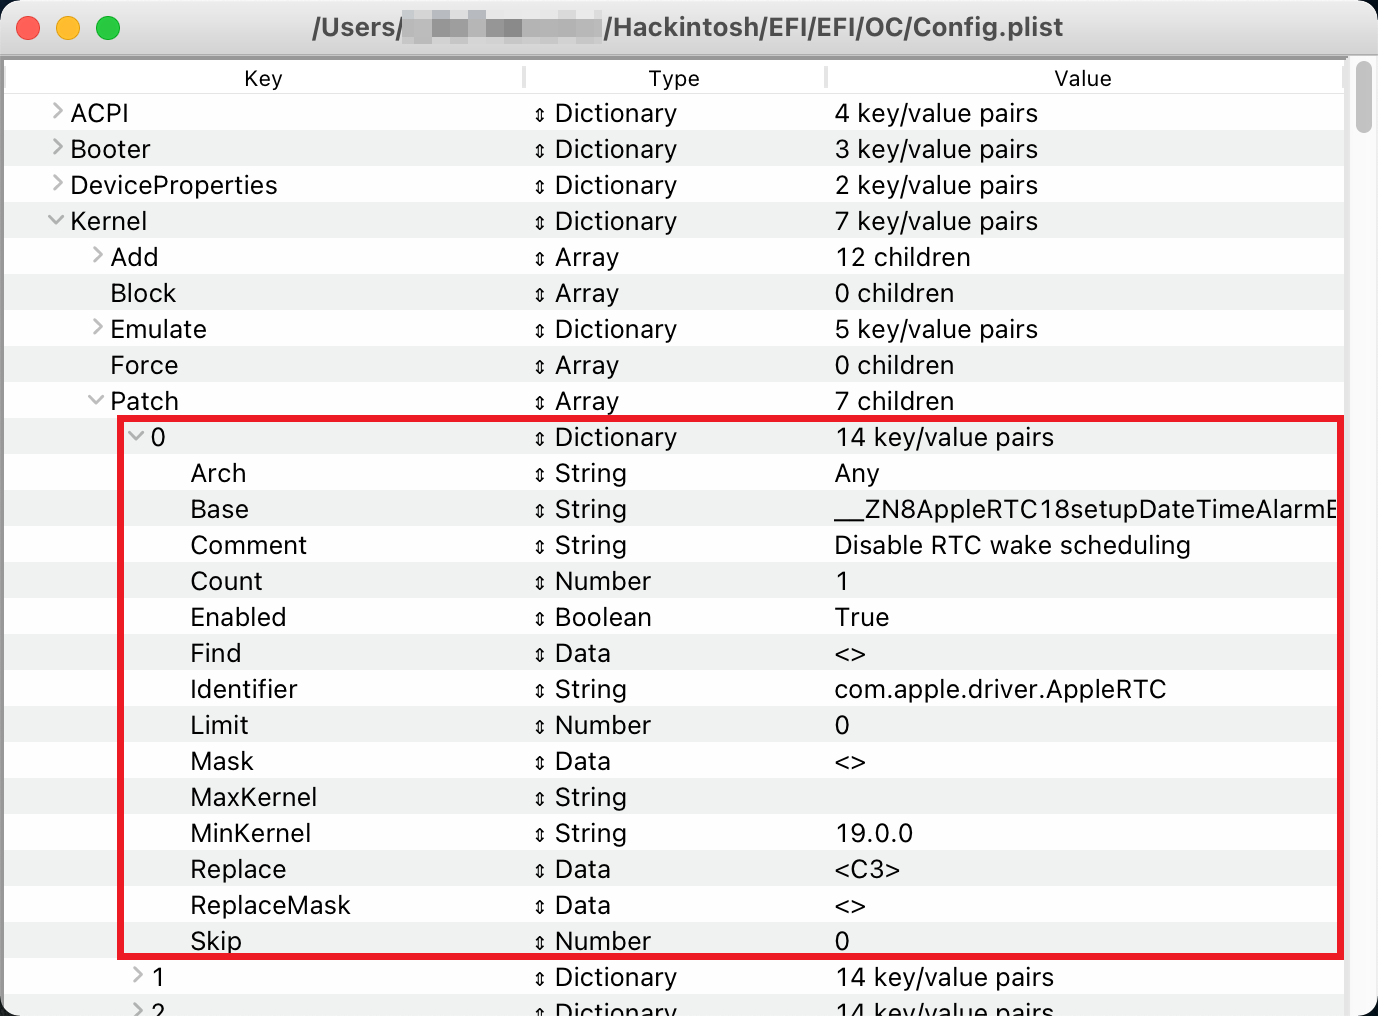 /Users/ /Hackintosh/EFI/EFI/OC/Config.plist
Key Type Value
ACPI Dictionary 4 key/value pairs
Booter Dictionary 3 key/value pairs
DeviceProperties Dictionary 2 key/value pairs
Kernel Dictionary 7 key/value pairs
Add Array 12 children
Block Array 0 children
Emulate Dictionary 5 key/value pairs
Force Array 0 children
Patch Array 7 children
0 Dictionary 14 key/value pairs
Arch String Any
Base String __ZN8AppleRTC18setupDateTimeAlarmE
Comment String Disable RTC wake scheduling
Count Number 1
Enabled Boolean True
Find Data <>
Identifier String com.apple.driver.AppleRTC
Limit Number 0
Mask Data <>
MaxKernel String
MinKernel String 19.0.0
Replace Data <C3>
ReplaceMask Data <>
Skip Number 0
1 Dictionary 14 key/value pairs
2 Dictionary 14 key/value pairs